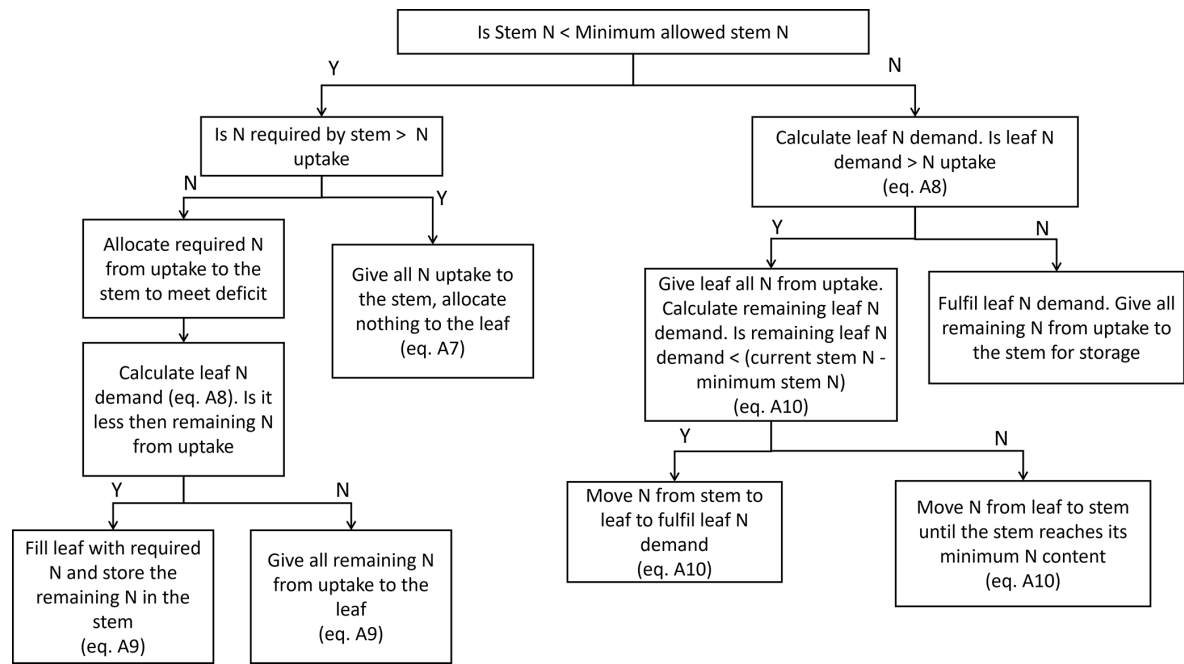 Is Stem N < Minimum allowed stem N
Y
N
Is N required by stem > N
uptake
Calculate leaf N demand. Is leaf N
demand > N uptake
(eq. A8)
N
Y
Y
N
Allocate required N
from uptake to the
stem to meet deficit
Give all N uptake to
the stem, allocate
nothing to the leaf
(eq. A7)
Give leaf all N from uptake.
Calculate remaining leaf N
demand. Is remaining leaf N
demand < (current stem N -
minimum stem N)
(eq. A10)
Fulfil leaf N demand. Give all
remaining N from uptake to
the stem for storage
Calculate leaf N
demand (eq. A8). Is it
less then remaining N
from uptake
Y
N
Y
N
Fill leaf with required
N and store the
remaining N in the
stem
(eq. A9)
Give all remaining N
from uptake to the
leaf
(eq. A9)
Move N from stem to
leaf to fulfil leaf N
demand
(eq. A10)
Move N from leaf to stem
until the stem reaches its
minimum N content
(eq. A10)